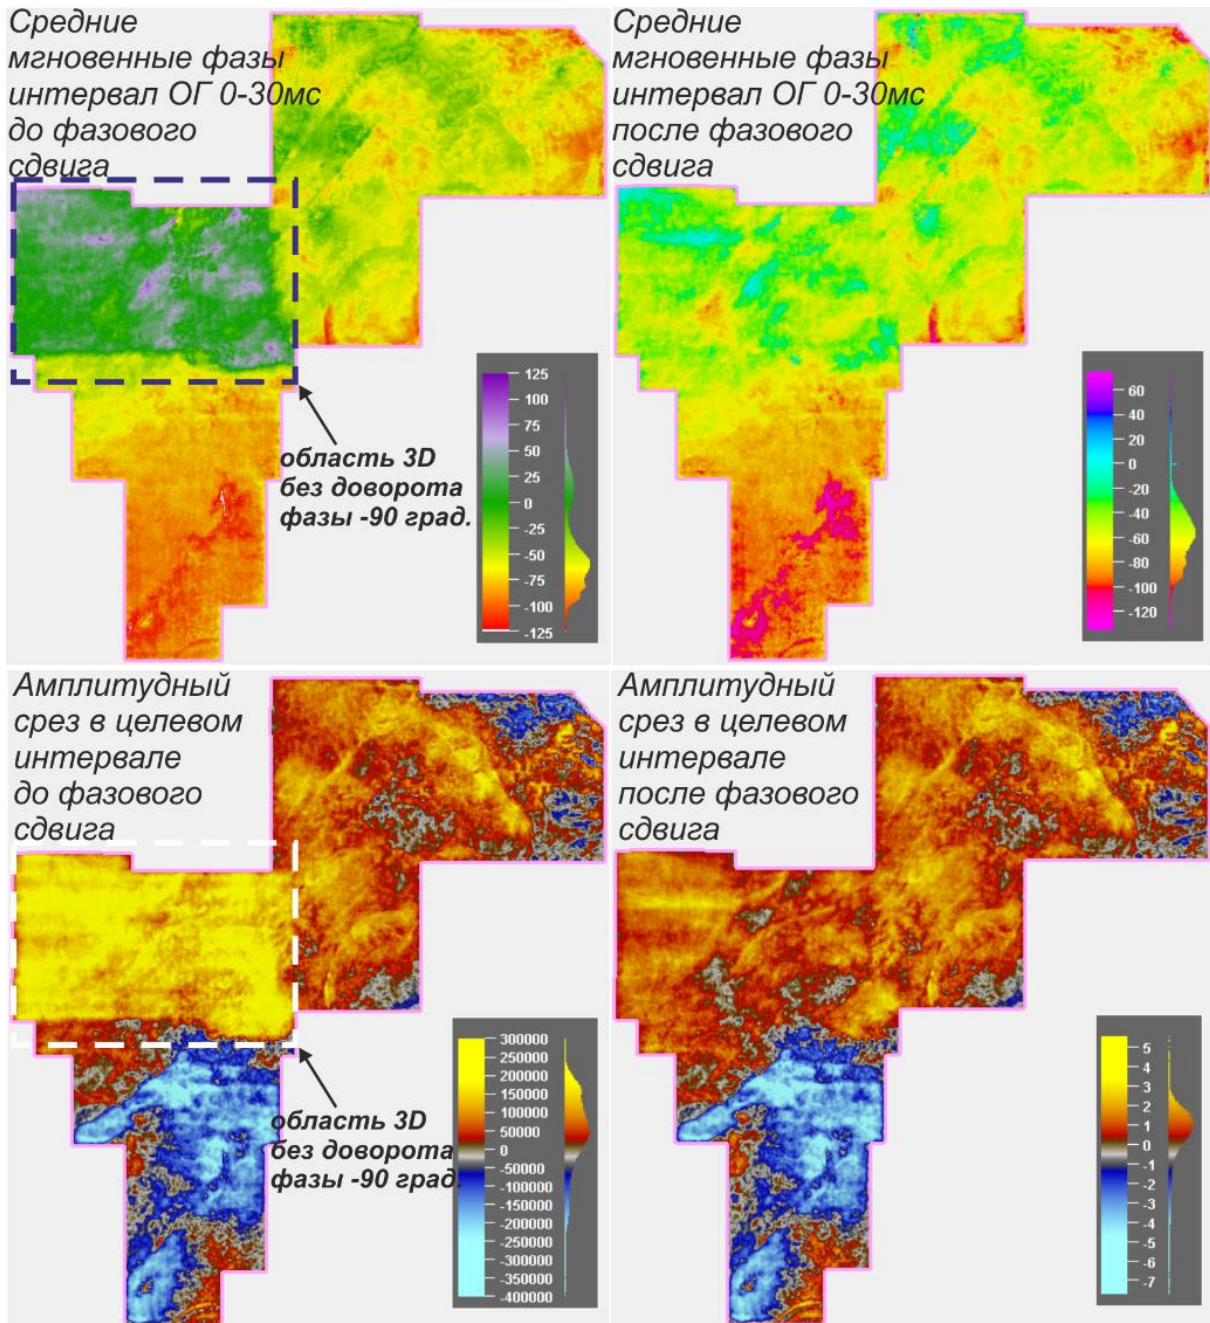 Средние
мгновенные фазы
интервал ОГ 0-30мс
до фазового
сдвига
область 3D
без доворота
фазы -90 град.
125
100
75
50
25
0
-25
-50
-75
-100
-125
Средние
мгновенные фазы
интервал ОГ 0-30мс
после фазового
сдвига
60
40
20
0
-20
-40
-60
-80
-100
-120
Амплитудный
срез в целевом
интервале
до фазового
сдвига
область 3D
без доворота
фазы -90 град.
300000
300000
200000
150000
100000
50000
0
-50000
-100000
-150000
-200000
-250000
-300000
-350000
-400000
Амплитудный
срез в целевом
интервале
после фазового
сдвига
5
4
3
2
1
0
-1
-2
-3
-4
-5
-6
-7